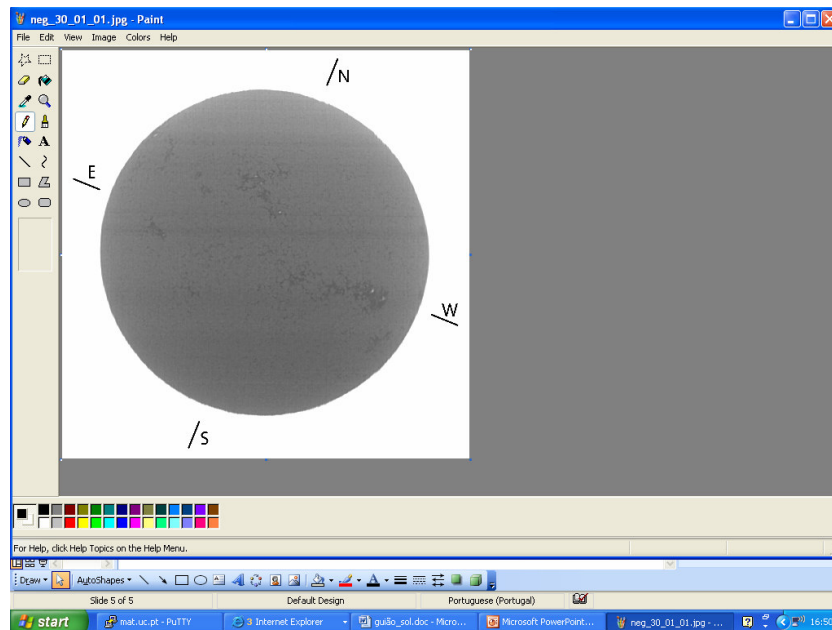 neg_30_01_01.jpg - Paint
File Edit View Image Colors Help
N
E
W
S
A
For Help, click Help Topics on the Help Menu.
Draw AutoShapes
Slide 5 of 5 Default Design Portuguese (Portugal)
start mat.uc.pt - PuTTY 3 Internet Explorer guião_sol.doc - Micro... Microsoft PowerPoint... neg_30_01_01.jpg - ...